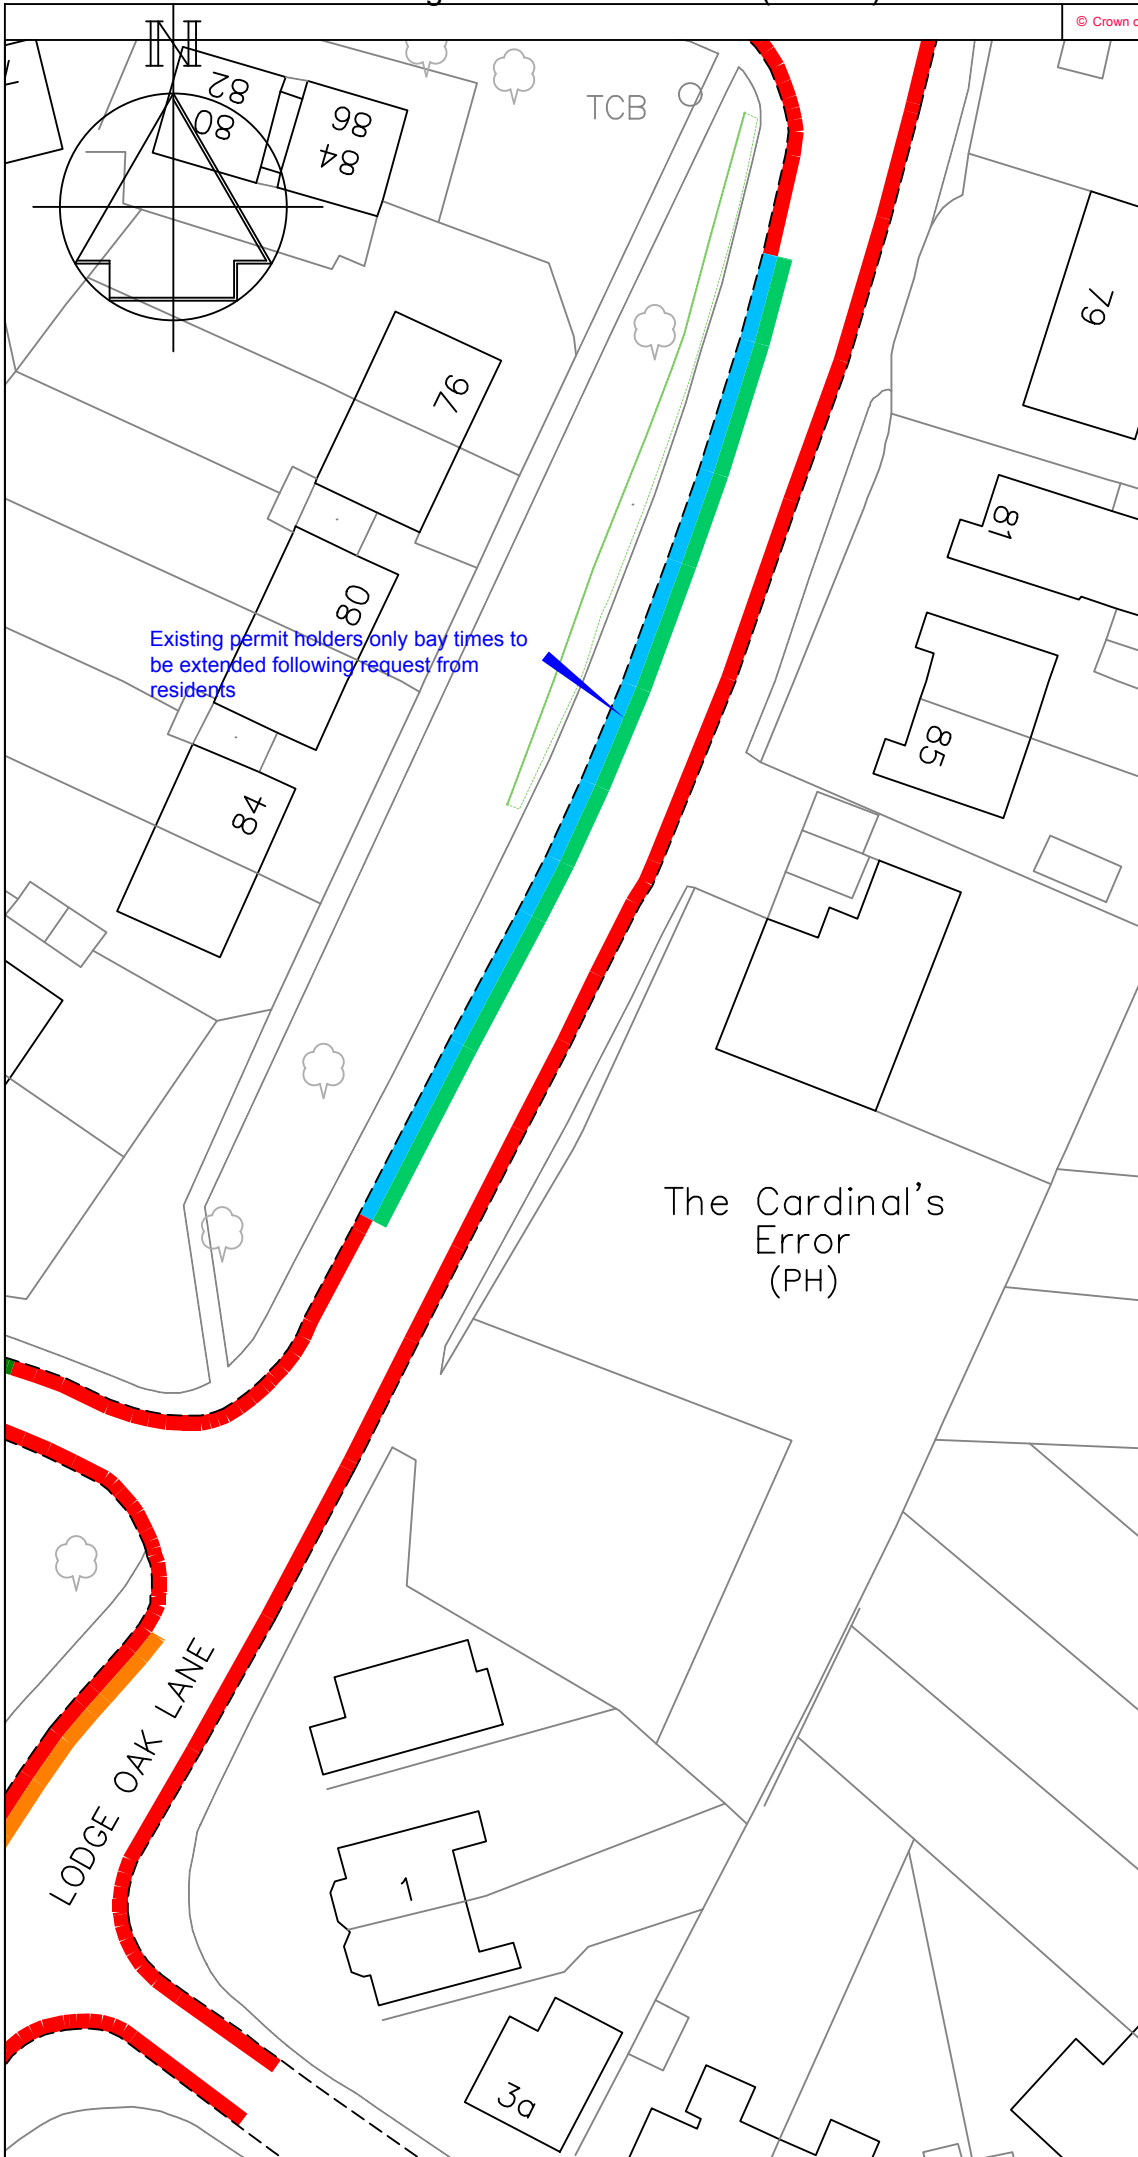 © Crown c
N
82
80
86
84
TCB
79
76
81
80
Existing permit holders only bay times to
be extended following request from
residents
85
84
The Cardinal's
Error
(PH)
LODGE OAK LANE
1
3a